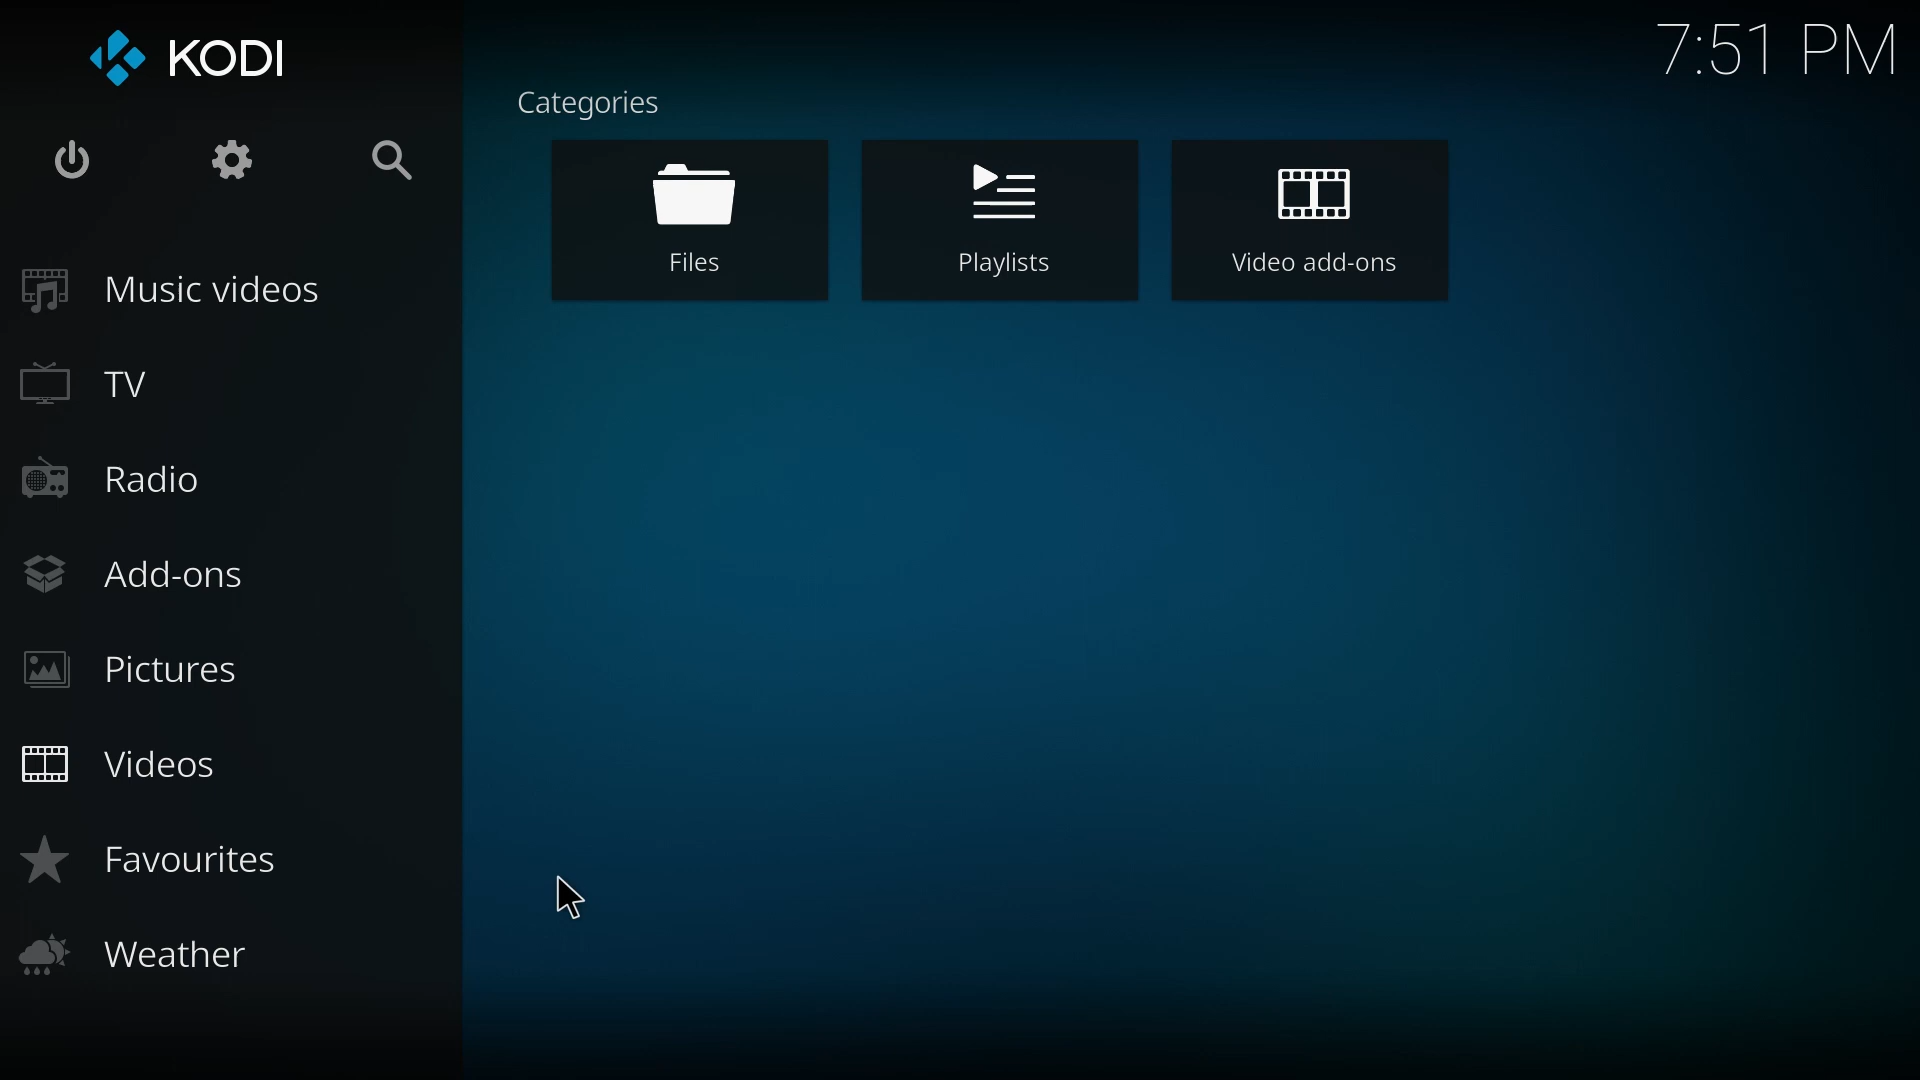 KODI
7:51 PM
Categories
Files
Playlists
Video add-ons
Music videos
TV
Radio
Add-ons
Pictures
Videos
Favourites
Weather